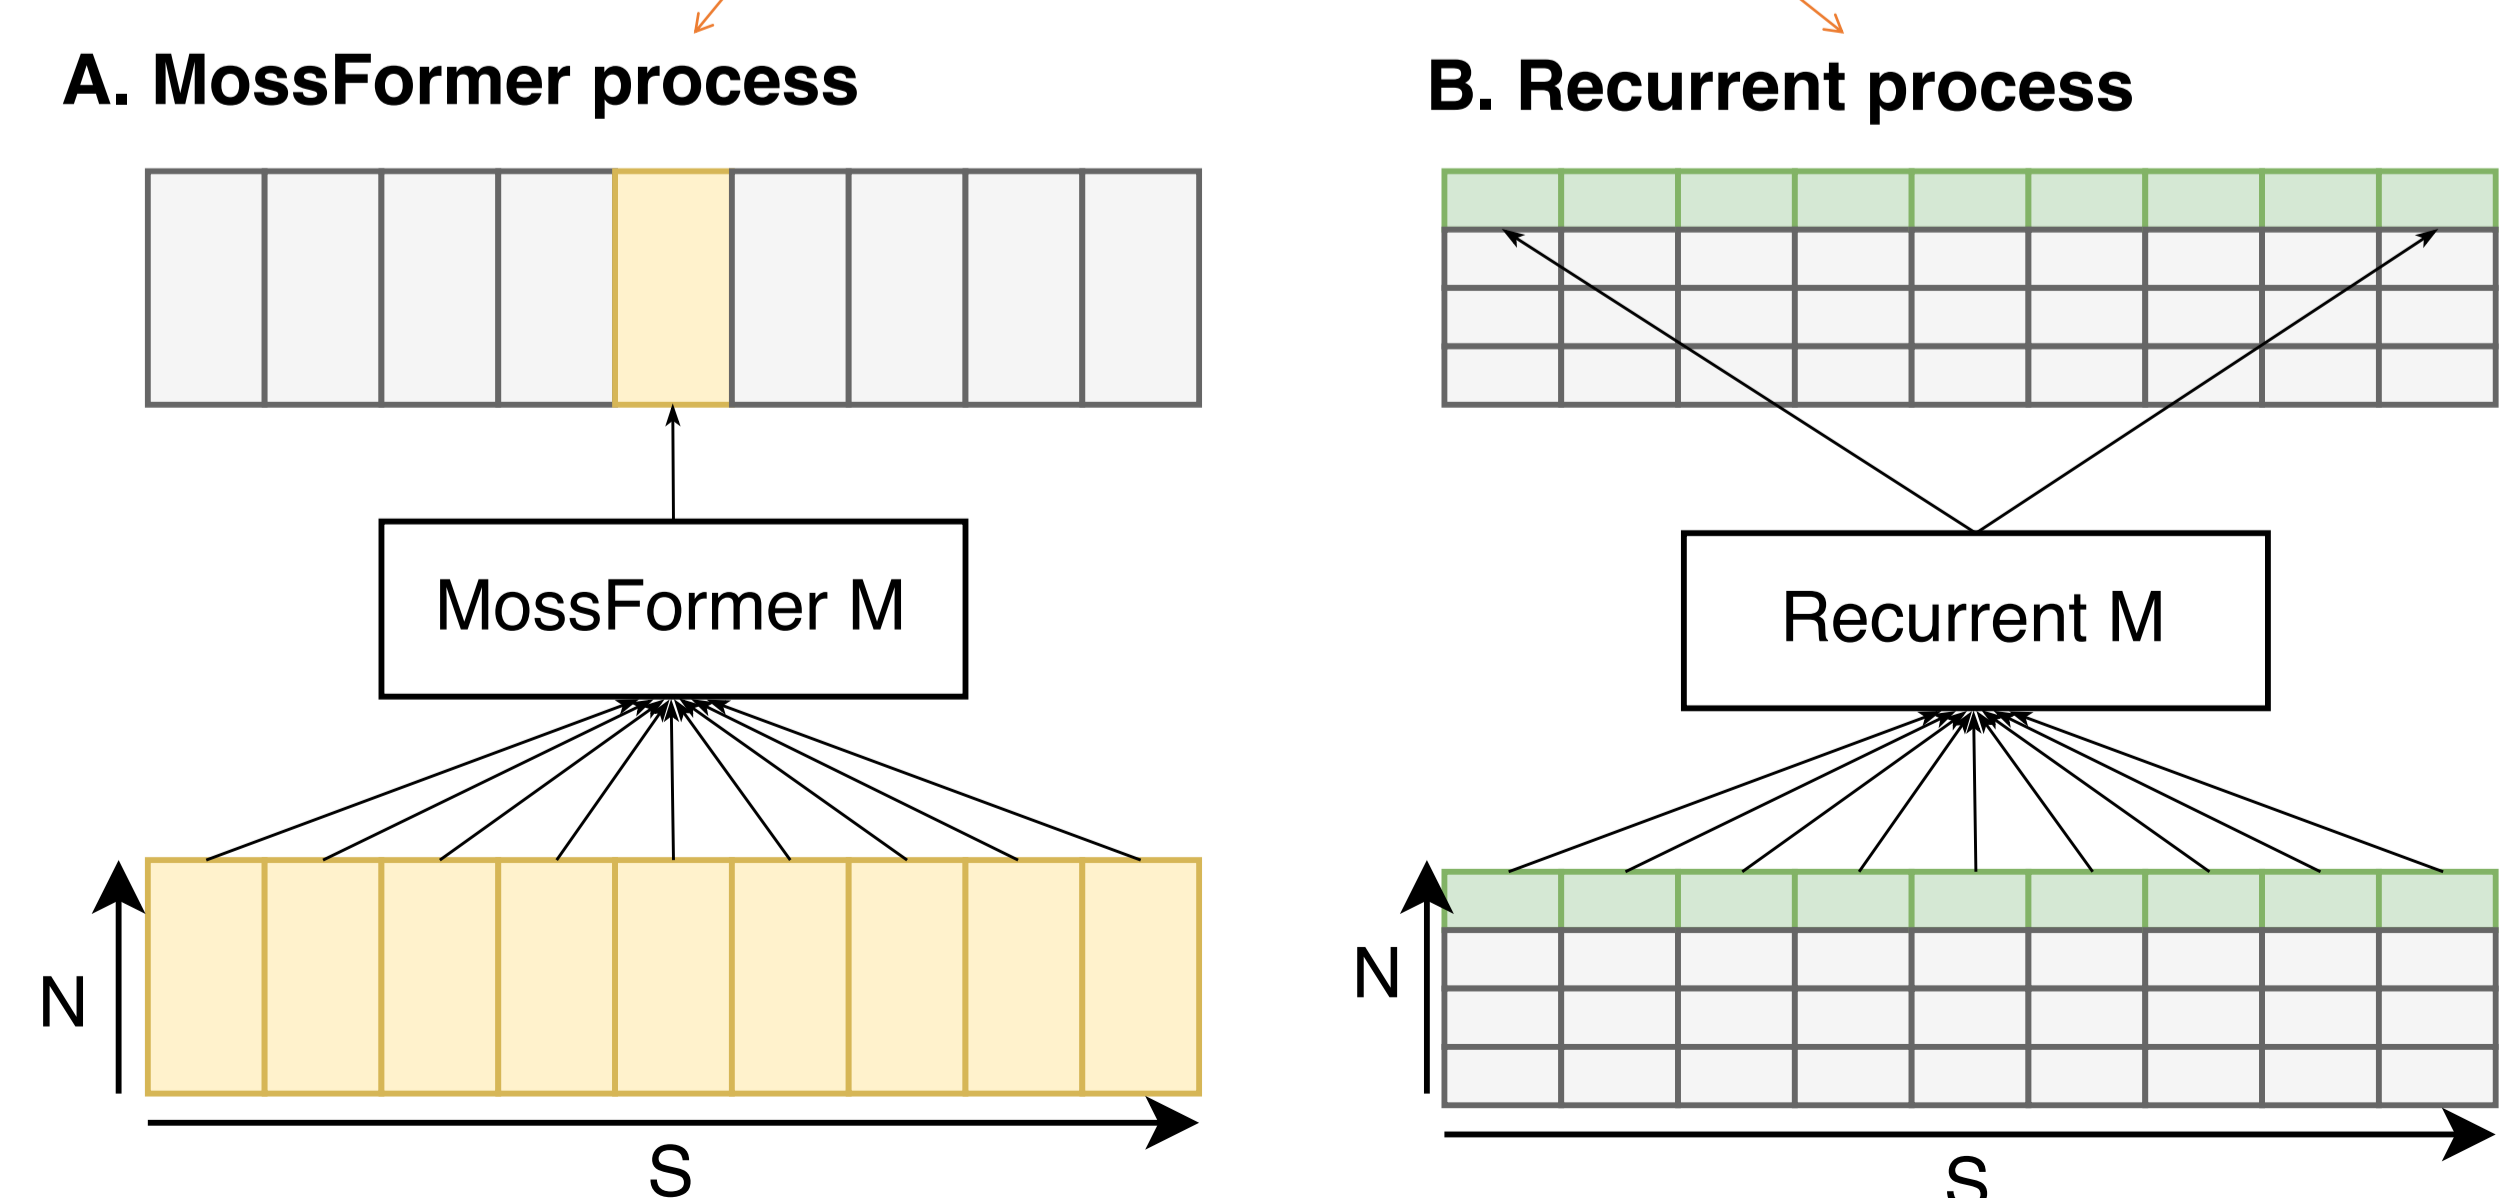 A. MossFormer process
B. Recurrent process
MossFormer M
Recurrent M
N
N
S
S